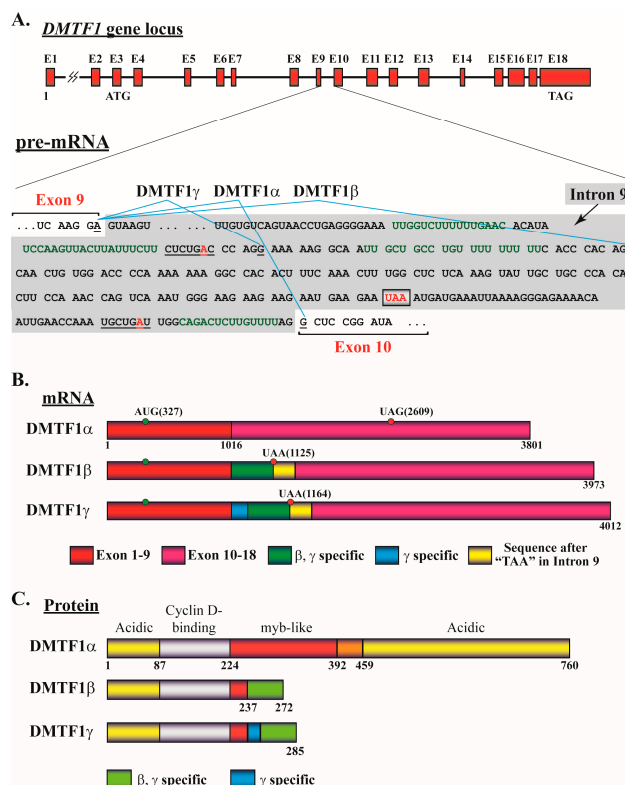 A. DMTF1 gene locus
E1 E2 E3 E4 E5 E6 E7 E8 E9 E10 E11 E12 E13 E14 E15 E16 E17 E18
1 ATG TAG
pre-mRNA
Exon 9 DMTF1γ DMTF1α DMTF1β Intron 9
...UC AAG GA GUAAGU ... ... UUGUGUCAGUAACCUGAGGGGAAA UUGGUCUUUUUUGAAC ACAUA
UUCCAAGUUACUUAUUUCUU CUCUGAC CCC AGG AAA AAG GCA AUU GCU GCC UGU UUU UUU UUC ACC CAC AG
CAA CUG UGG ACC CCA AAA AAA GGC CAC ACU UUC AAA CUU UGG CUC UCA AAG UAU UGC UGC CCA CA
CUU CCA AAC CAG UCA AAU GGG AAG AAG AAG AAU GAA GAA UAA AUGAUGAAAUUAAAAGGGAGAAAACA
AUUGAACCAAA UGCUGAU UGGCAGACUCUUGUUUUAG G CUC CGG AUA ...
Exon 10
B. mRNA
AUG(327) UAG(2609)
DMTF1α
1 1016 3801
UAA(1125)
DMTF1β
3973
UAA(1164)
DMTF1γ
4012
Exon 1-9 Exon 10-18 β, γ specific γ specific Sequence after
"TAA" in Intron 9
C. Protein
Cyclin D-
Acidic binding myb-like Acidic
DMTF1α
1 87 224 392 459 760
DMTF1β
237 272
DMTF1γ
285
β, γ specific γ specific